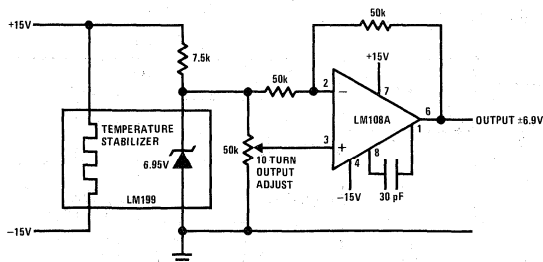 +15V
7.5k
50k
50k
+15V
2
7
LM108A
6
OUTPUT ±6.9V
1
3
8
4
TEMPERATURE
STABILIZER
6.95V
LM199
50k
10 TURN
OUTPUT
ADJUST
−15V
30 pF
−15V